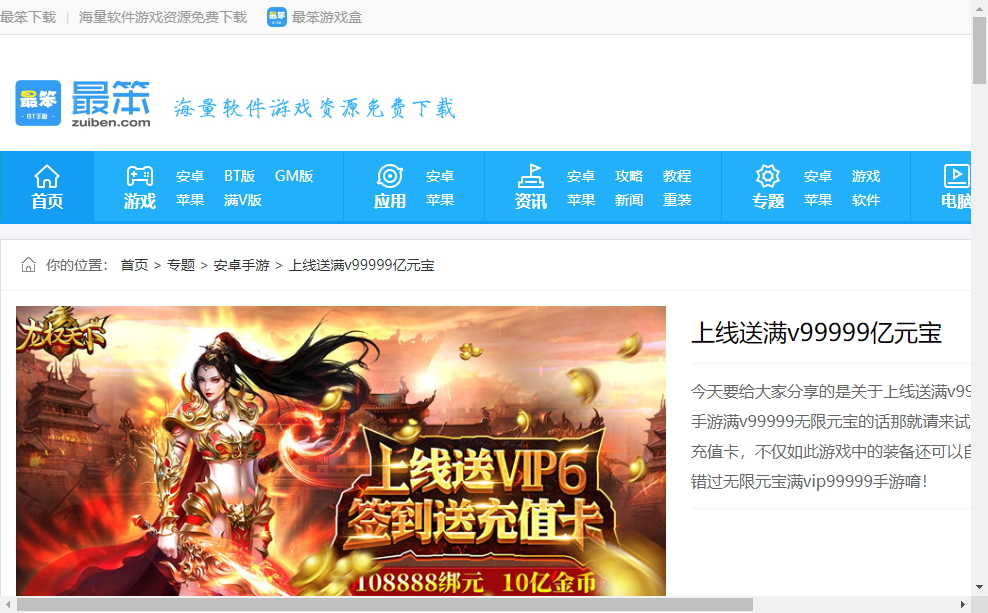 最笨下载 | 海量软件游戏资源免费下载 最笨 最笨游戏盒
最笨
- BT手游 -
最笨
zuiben.com
海量软件游戏资源免费下载
首页
游戏 安卓 BT版 GM版
苹果 满V版
应用 安卓
苹果
资讯 安卓 攻略 教程
苹果 新闻 重装
专题 安卓 游戏
苹果 软件
电脑
你的位置： 首页 > 专题 > 安卓手游 > 上线送满v99999亿元宝
龙权天下
上线送VIP6
签到送充值卡
108888绑元 10亿金币
上线送满v99999亿元宝
今天要给大家分享的是关于上线送满v99
手游满v99999无限元宝的话那就请来试
充值卡，不仅如此游戏中的装备还可以自
错过无限元宝满vip99999手游唷！